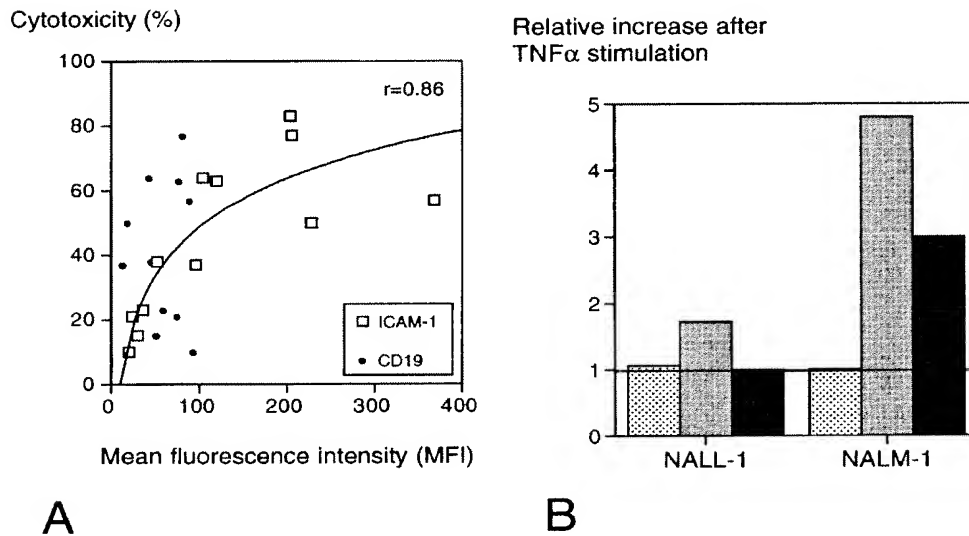 Cytotoxicity (%)
100
80
60
40
20
0
r=0.86
ICAM-1
CD19
0
100
200
300
400
Mean fluorescence intensity (MFI)
A
Relative increase after
TNFα stimulation
5
4
3
2
1
0
NALL-1
NALM-1
B